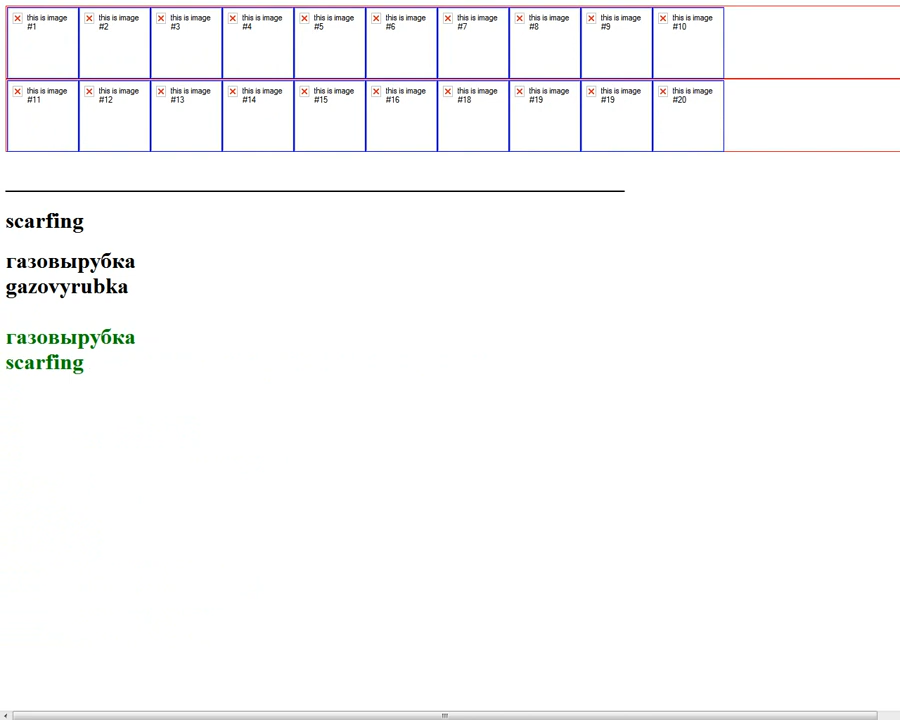 this is image this is image this is image this is image this is image this is image this is image this is image this is image this is image
#1 #2 #3 #4 #5 #6 #7 #8 #9 #10
this is image this is image this is image this is image this is image this is image this is image this is image this is image this is image
#11 #12 #13 #14 #15 #16 #18 #19 #19 #20
scarfing
газовырубка
gazovyrubka
газовырубка
scarfing